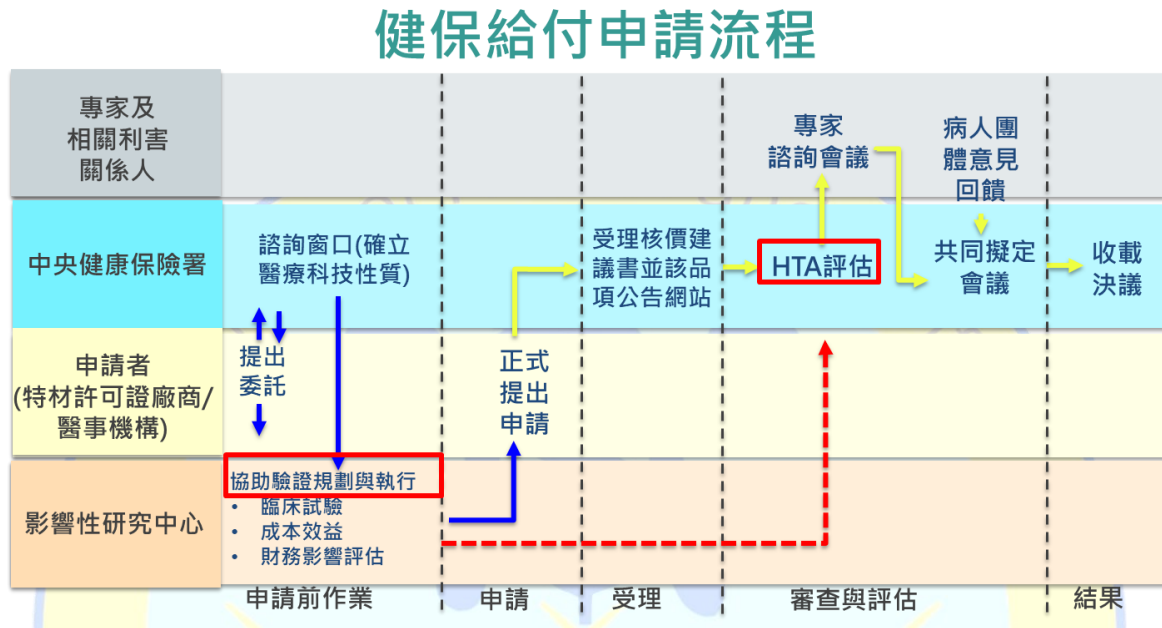 健保給付申請流程
專家及
相關利害
關係人
專家
諮詢會議
病人團
體意見
回饋
中央健康保險署
諮詢窗口(確立
醫療科技性質)
受理核價建
議書並該品
項公告網站
HTA評估
共同擬定
會議
收載
決議
申請者
(特材許可證廠商/
醫事機構)
提出
委託
正式
提出
申請
影響性研究中心
協助驗證規劃與執行
• 臨床試驗
• 成本效益
• 財務影響評估
申請前作業
申請
受理
審查與評估
結果